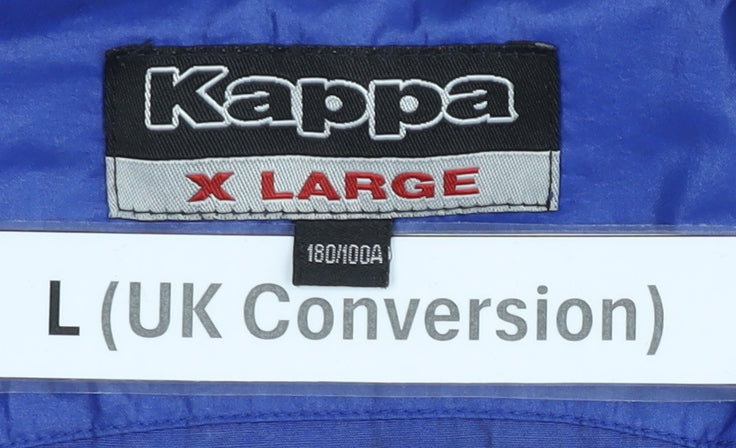 Kappa
X LARGE
180/100A
L (UK Conversion)